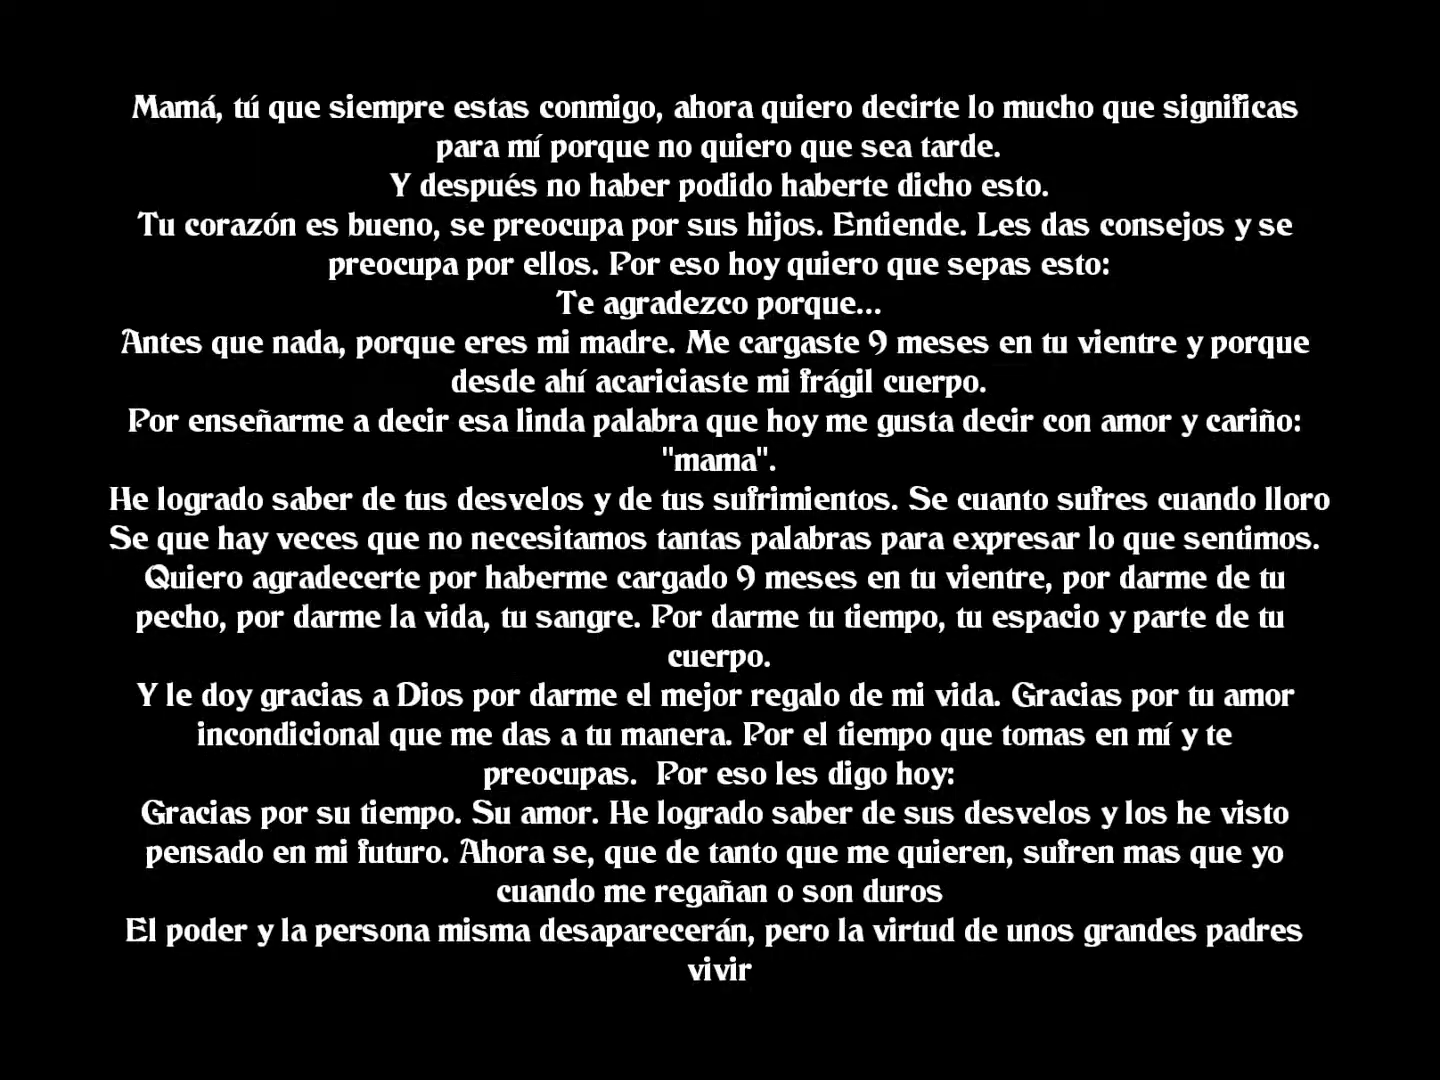 Mamá, tú que siempre estas conmigo, ahora quiero decirte lo mucho que significas
para mí porque no quiero que sea tarde.
Y después no haber podido haberte dicho esto.
Tu corazón es bueno, se preocupa por sus hijos. Entiende. Les das consejos y se
preocupa por ellos. Por eso hoy quiero que sepas esto:
Te agradezco porque...
Antes que nada, porque eres mi madre. Me cargaste 9 meses en tu vientre y porque
desde ahí acariciaste mi frágil cuerpo.
Por enseñarme a decir esa linda palabra que hoy me gusta decir con amor y cariño:
"mama".
He logrado saber de tus desvelos y de tus sufrimientos. Se cuanto sufres cuando lloro
Se que hay veces que no necesitamos tantas palabras para expresar lo que sentimos.
Quiero agradecerte por haberme cargado 9 meses en tu vientre, por darme de tu
pecho, por darme la vida, tu sangre. Por darme tu tiempo, tu espacio y parte de tu
cuerpo.
Y le doy gracias a Dios por darme el mejor regalo de mi vida. Gracias por tu amor
incondicional que me das a tu manera. Por el tiempo que tomas en mí y te
preocupas.  Por eso les digo hoy:
Gracias por su tiempo. Su amor. He logrado saber de sus desvelos y los he visto
pensado en mi futuro. Ahora se, que de tanto que me quieren, sufren mas que yo
cuando me regañan o son duros
El poder y la persona misma desaparecerán, pero la virtud de unos grandes padres
vivir